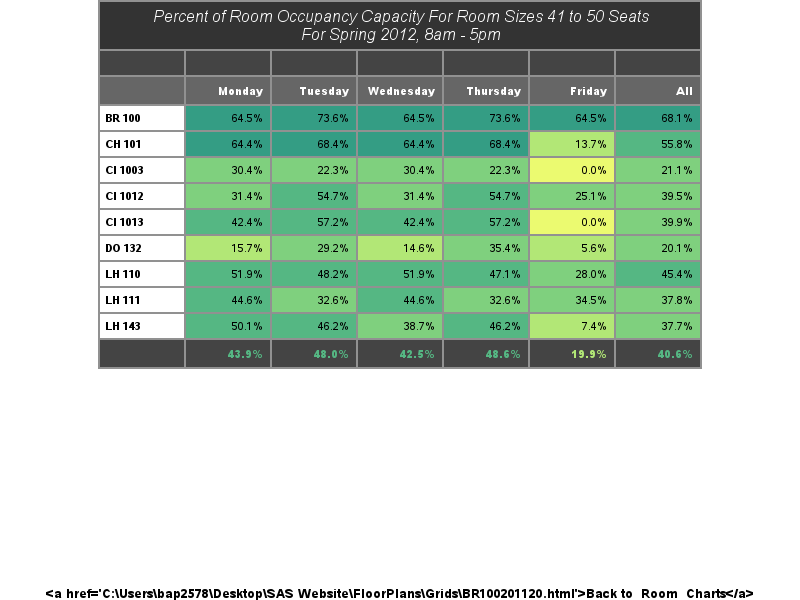 Percent of Room Occupancy Capacity For Room Sizes 41 to 50 Seats
For Spring 2012, 8am - 5pm
Monday Tuesday Wednesday Thursday Friday All
BR 100 64.5% 73.6% 64.5% 73.6% 64.5% 68.1%
CH 101 64.4% 68.4% 64.4% 68.4% 13.7% 55.8%
CI 1003 30.4% 22.3% 30.4% 22.3% 0.0% 21.1%
CI 1012 31.4% 54.7% 31.4% 54.7% 25.1% 39.5%
CI 1013 42.4% 57.2% 42.4% 57.2% 0.0% 39.9%
DO 132 15.7% 29.2% 14.6% 35.4% 5.6% 20.1%
LH 110 51.9% 48.2% 51.9% 47.1% 28.0% 45.4%
LH 111 44.6% 32.6% 44.6% 32.6% 34.5% 37.8%
LH 143 50.1% 46.2% 38.7% 46.2% 7.4% 37.7%
43.9% 48.0% 42.5% 48.6% 19.9% 40.6%
<a href='C:\Users\bap2578\Desktop\SAS Website\FloorPlans\Grids\BR100201120.html'>Back to Room Charts</a>